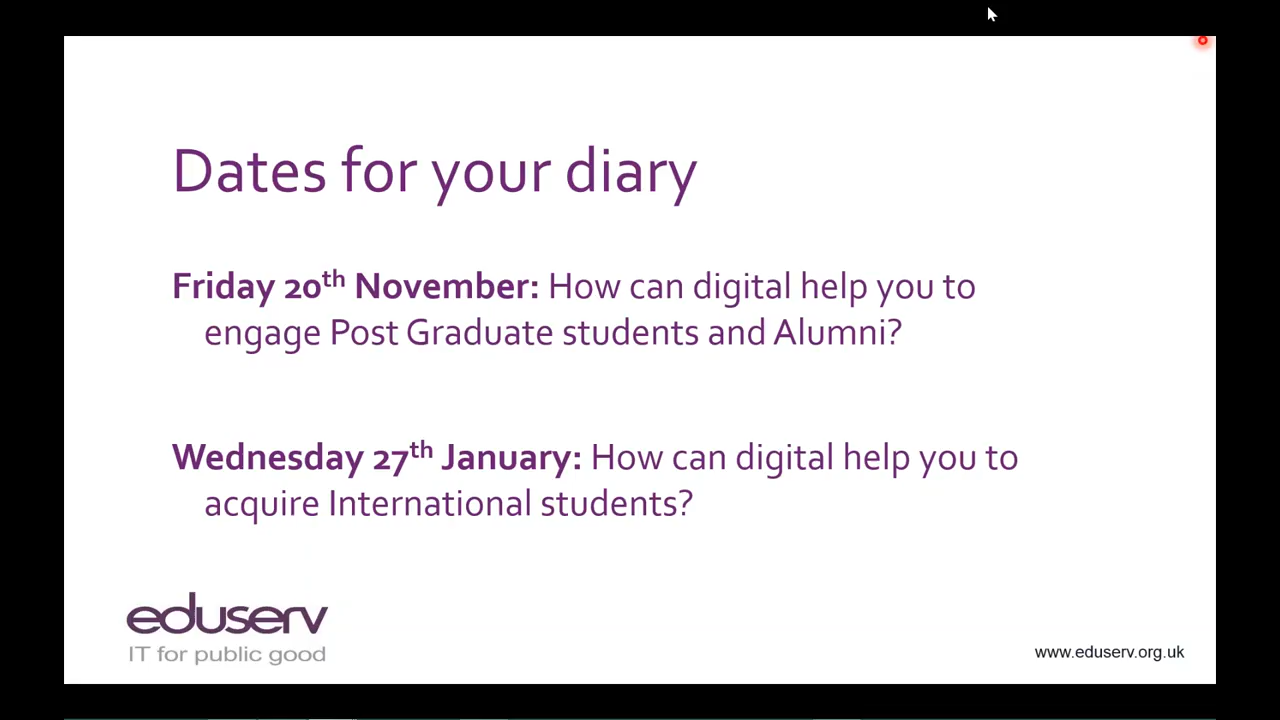 Dates for your diary
Friday 20th November: How can digital help you to
engage Post Graduate students and Alumni?
Wednesday 27th January: How can digital help you to
acquire International students?
eduserv
IT for public good
www.eduserv.org.uk